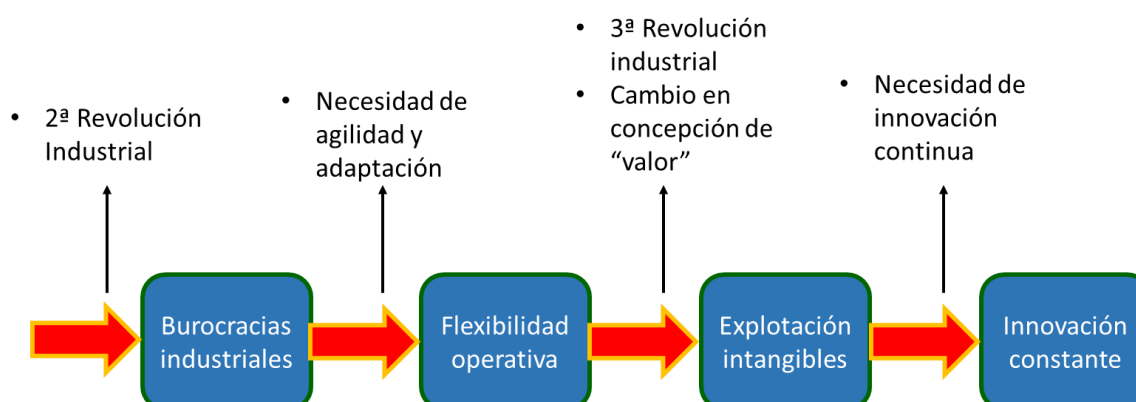 • 2ª Revolución
Industrial
• Necesidad de
agilidad y
adaptación
• 3ª Revolución
industrial
• Cambio en
concepción de
“valor”
• Necesidad de
innovación
continua
Burocracias
industriales
Flexibilidad
operativa
Explotación
intangibles
Innovación
constante